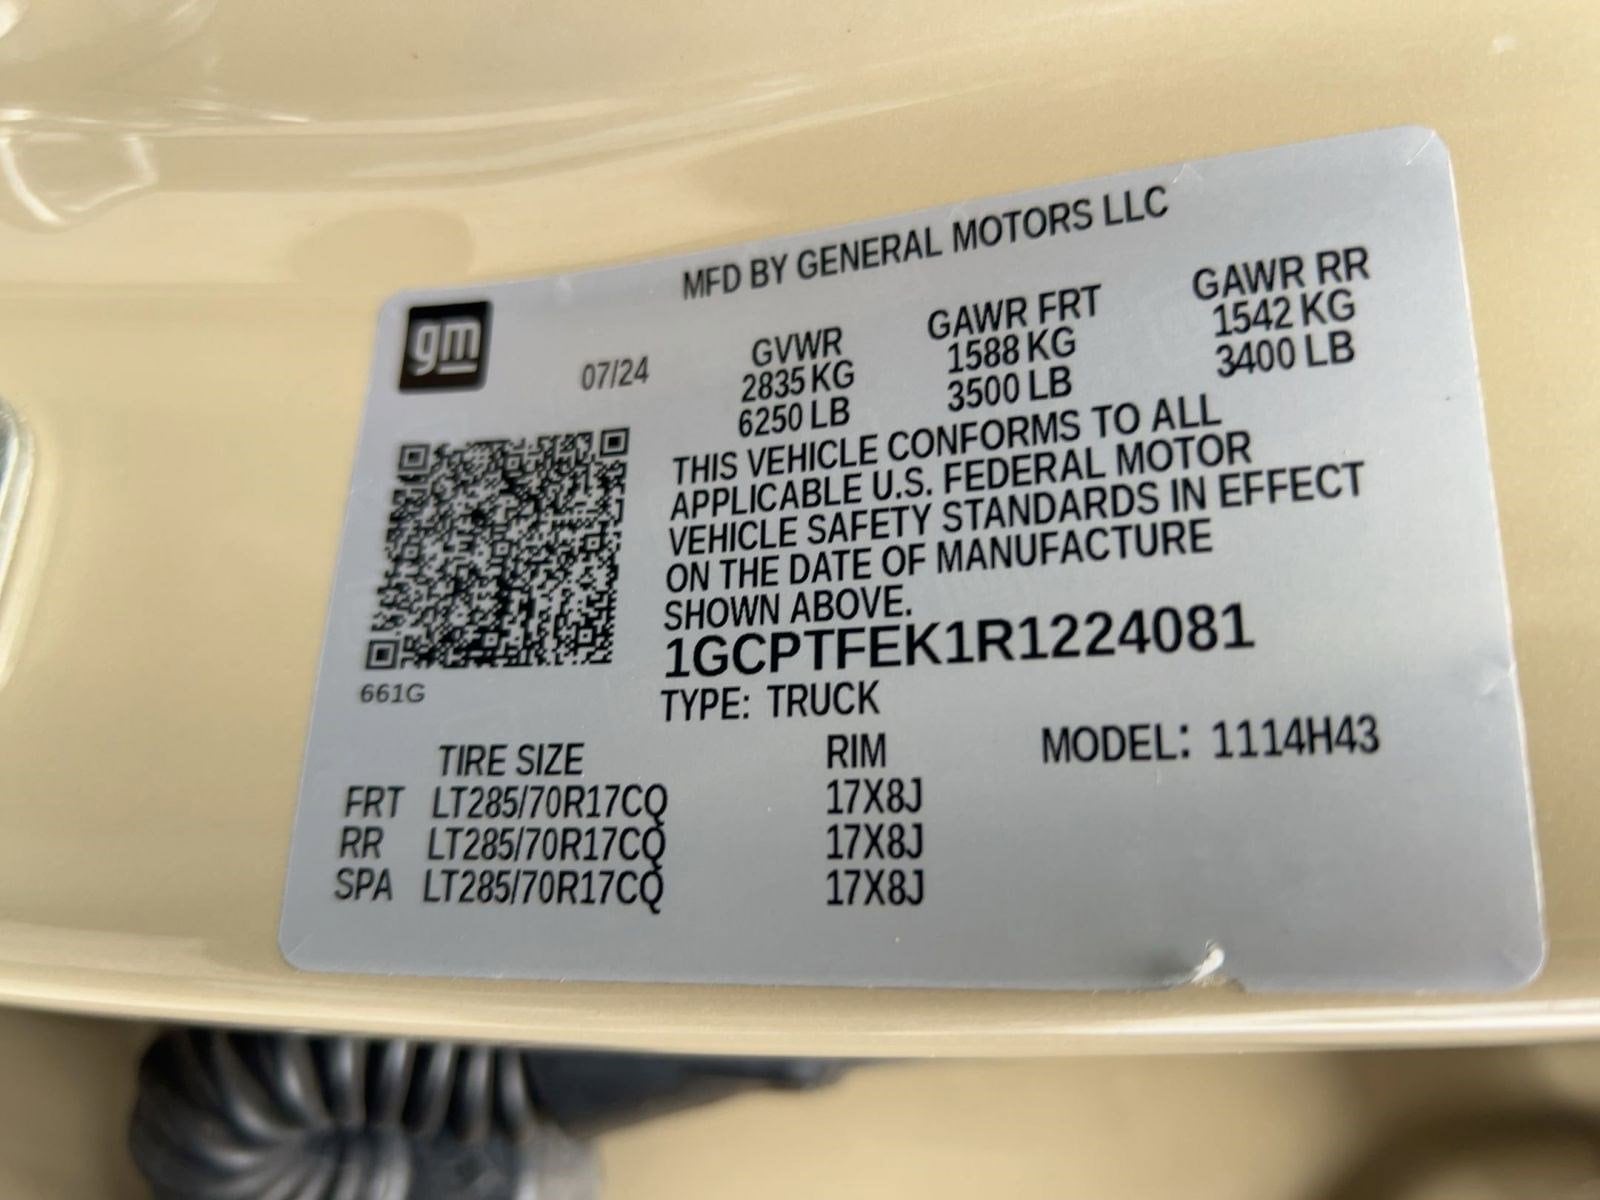 MFD BY GENERAL MOTORS LLC
gm
07/24
GVWR GAWR FRT GAWR RR
2835 KG 1588 KG 1542 KG
6250 LB 3500 LB 3400 LB
THIS VEHICLE CONFORMS TO ALL
APPLICABLE U.S. FEDERAL MOTOR
VEHICLE SAFETY STANDARDS IN EFFECT
ON THE DATE OF MANUFACTURE
SHOWN ABOVE.
1GCPTFEK1R1224081
661G
TYPE: TRUCK
TIRE SIZE RIM MODEL: 1114H43
FRT LT285/70R17CQ 17X8J
RR LT285/70R17CQ 17X8J
SPA LT285/70R17CQ 17X8J